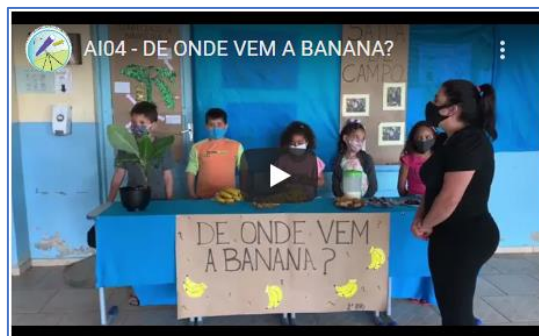 AI04 - DE ONDE VEM A BANANA?
CAMPO
DE ONDE VEM
A BANANA?